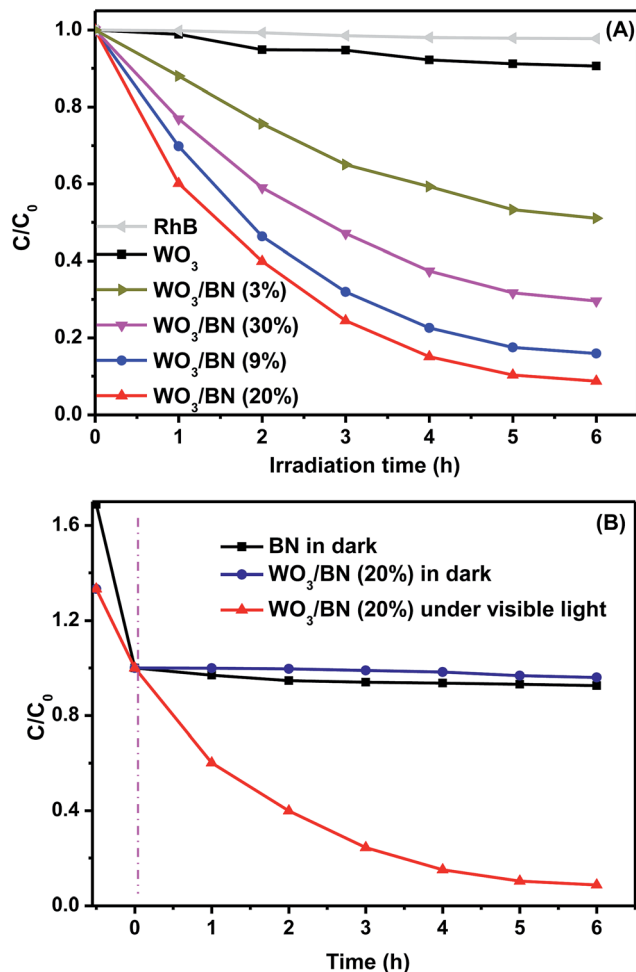 (A)
1.0
0.8
0.6
0.4
0.2
0.0
C/C₀
RhB
WO₃
WO₃/BN (3%)
WO₃/BN (30%)
WO₃/BN (9%)
WO₃/BN (20%)
0 1 2 3 4 5 6
Irradiation time (h)
(B)
1.6
1.2
0.8
0.4
0.0
C/C₀
BN in dark
WO₃/BN (20%) in dark
WO₃/BN (20%) under visible light
0 1 2 3 4 5 6
Time (h)